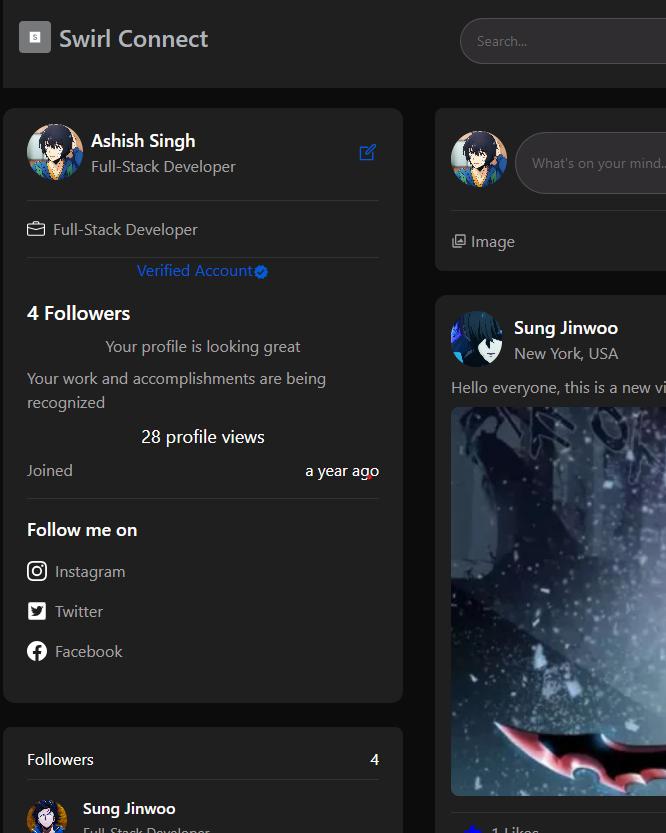 S
Swirl Connect
Search...
Ashish Singh
Full-Stack Developer
Full-Stack Developer
Verified Account
4 Followers
Your profile is looking great
Your work and accomplishments are being
recognized
28 profile views
Joined a year ago
Follow me on
Instagram
Twitter
Facebook
Followers 4
Sung Jinwoo
Full-Stack Developer
What's on your mind..
Image
Sung Jinwoo
New York, USA
Hello everyone, this is a new vi
1 Likes